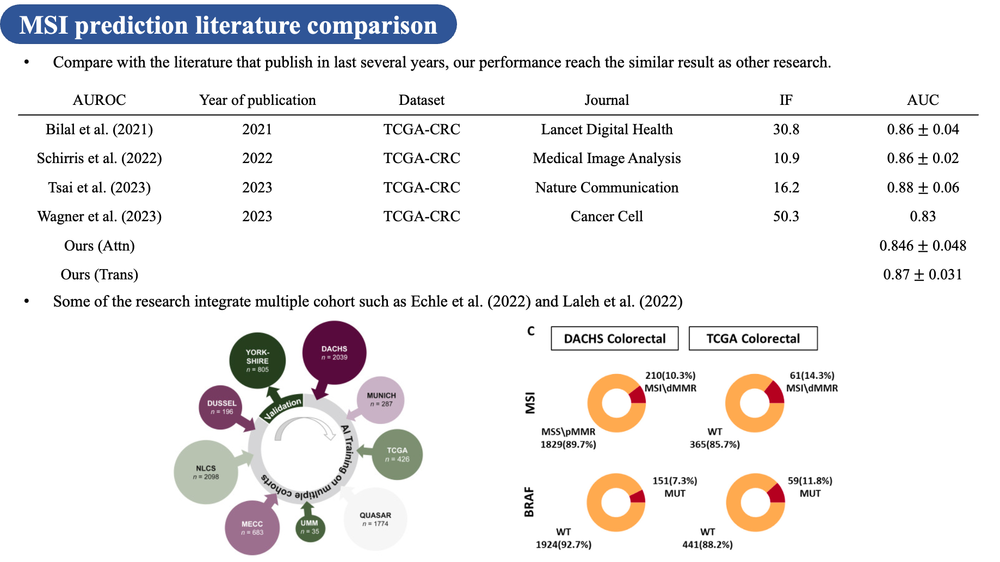 MSI prediction literature comparison
• Compare with the literature that publish in last several years, our performance reach the similar result as other research.
AUROC Year of publication Dataset Journal IF AUC
Bilal et al. (2021) 2021 TCGA-CRC Lancet Digital Health 30.8 0.86 ± 0.04
Schirris et al. (2022) 2022 TCGA-CRC Medical Image Analysis 10.9 0.86 ± 0.02
Tsai et al. (2023) 2023 TCGA-CRC Nature Communication 16.2 0.88 ± 0.06
Wagner et al. (2023) 2023 TCGA-CRC Cancer Cell 50.3 0.83
Ours (Attn) 0.846 ± 0.048
Ours (Trans) 0.87 ± 0.031
• Some of the research integrate multiple cohort such as Echle et al. (2022) and Laleh et al. (2022)
YORK-
SHIRE
n = 805
DACHS
n = 2039
MUNICH
n = 287
DUSSEL
n = 196
Validation
AI Training on multiple cohorts
TCGA
n = 426
NLCS
n = 2098
QUASAR
n = 1774
MECC
n = 683
UMM
n = 35
C
DACHS Colorectal
TCGA Colorectal
MSI
210(10.3%)
MSI\dMMR
MSS\pMMR
1829(89.7%)
61(14.3%)
MSI\dMMR
WT
365(85.7%)
BRAF
151(7.3%)
MUT
WT
1924(92.7%)
59(11.8%)
MUT
WT
441(88.2%)